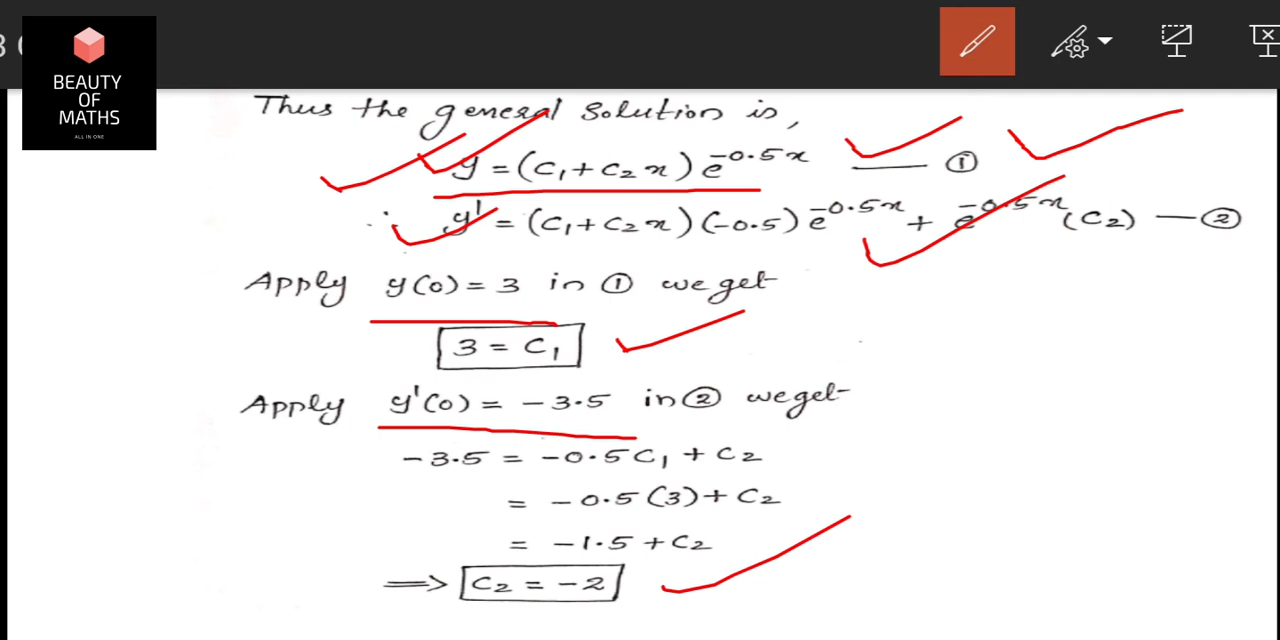 BEAUTY
OF
MATHS
ALL IN ONE
Thus the general solution is,
y = (C₁ + C₂ x) e^-0.5x — ①
∴ y' = (C₁ + C₂x) (-0.5) e^-0.5x + e^-0.5x (C₂) — ②
Apply y(0) = 3 in ① we get
3 = C₁
Apply y'(0) = -3.5 in ② we get
-3.5 = -0.5C₁ + C₂
= -0.5 (3) + C₂
= -1.5 + C₂
⟹ C₂ = -2